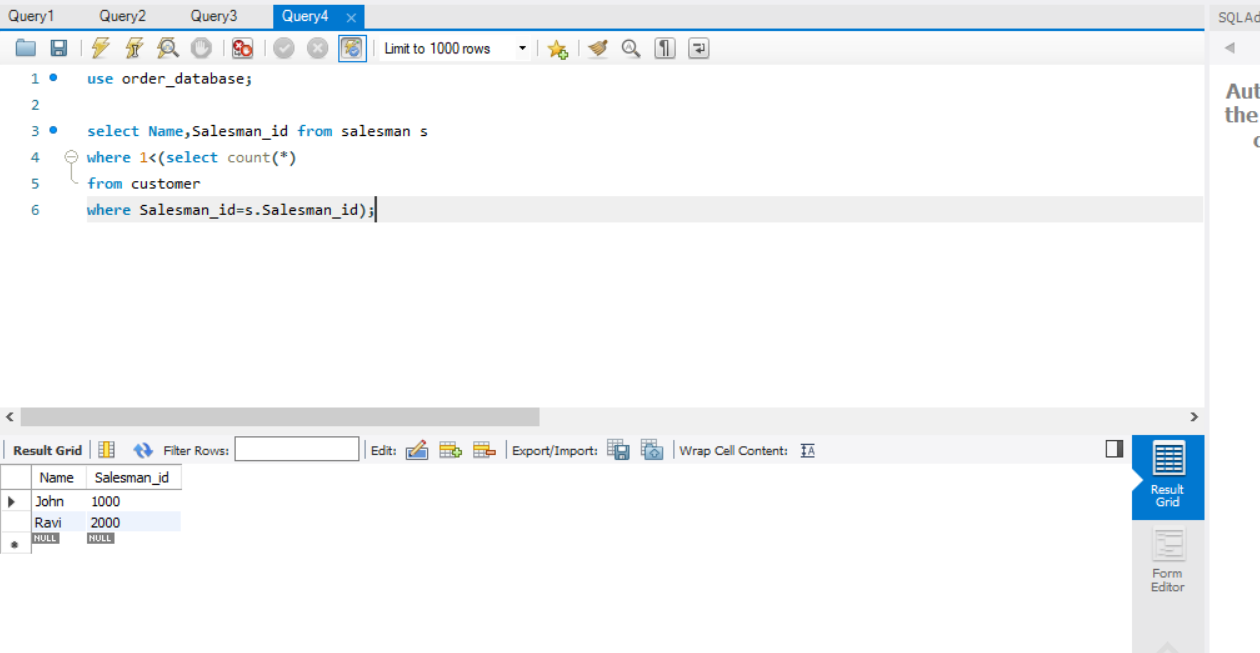 Query1 Query2 Query3 Query4 SQLAd
Limit to 1000 rows
Aut
the
1 use order_database;
2
3 select Name,Salesman_id from salesman s
4 where 1<(select count(*)
5 from customer
6 where Salesman_id=s.Salesman_id);
Result Grid Filter Rows: Edit: Export/Import: Wrap Cell Content: IA
Name Salesman_id
John 1000
Ravi 2000
NULL NULL
Result
Grid
Form
Editor